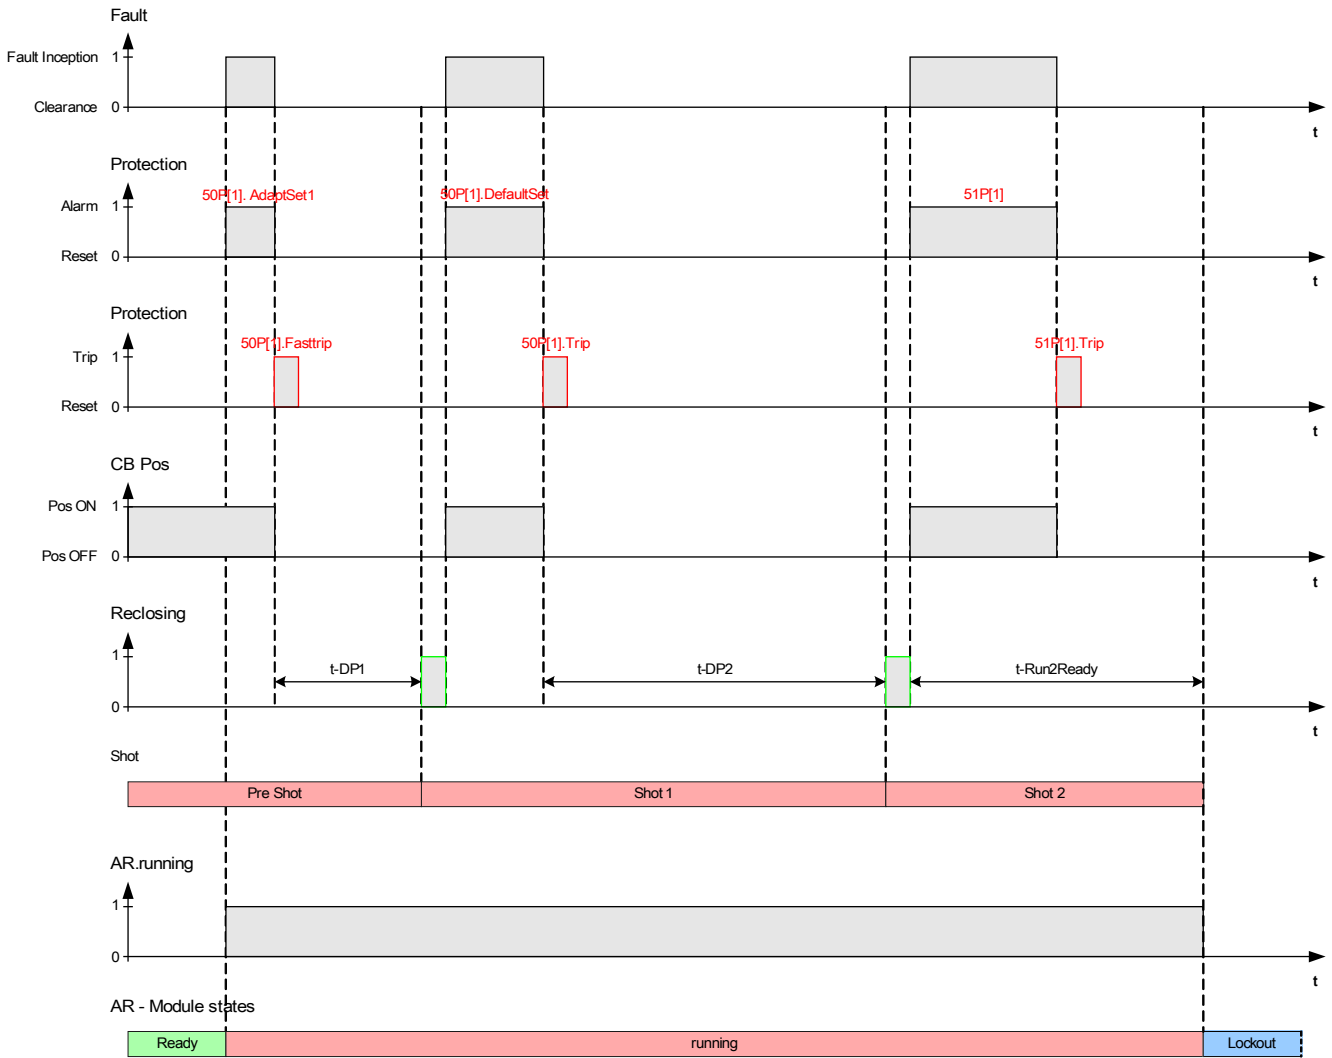 Fault
Fault Inception 1
Clearance 0
t
Protection
50P[1]. AdaptSet1 50P[1].DefaultSet 51P[1]
Alarm 1
Reset 0
t
Protection
50P[1].Fasttrip 50P[1].Trip 51P[1].Trip
Trip 1
Reset 0
t
CB Pos
Pos ON 1
Pos OFF 0
t
Reclosing
1
t-DP1 t-DP2 t-Run2Ready
0
t
Shot
Pre Shot Shot 1 Shot 2
AR.running
1
0
t
AR - Module states
Ready running Lockout